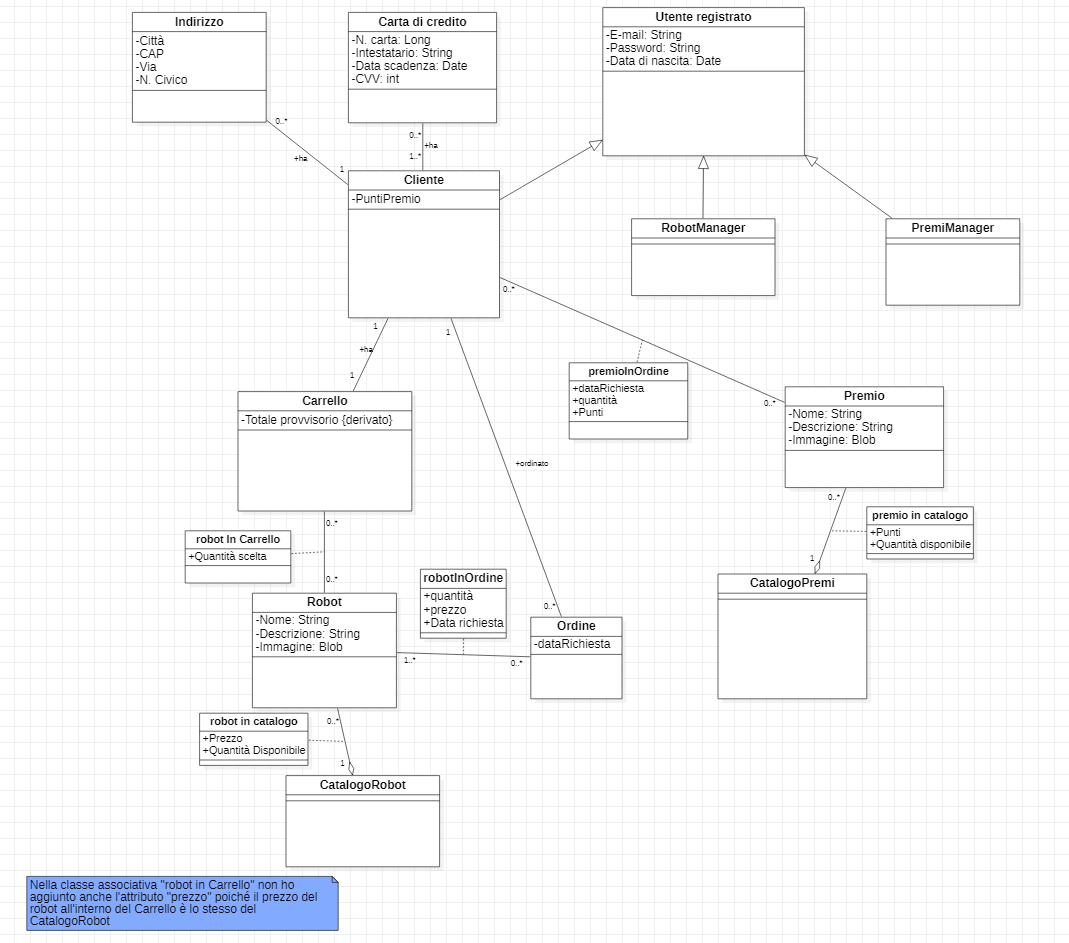 Indirizzo
-Città
-CAP
-Via
-N. Civico
Carta di credito
-N. carta: Long
-Intestatario: String
-Data scadenza: Date
-CVV: int
Utente registrato
-E-mail: String
-Password: String
-Data di nascita: Date
0..*
+ha
1
0..*
+ha
1..*
Cliente
-PuntiPremio
RobotManager
PremiManager
0..*
1
+ha
1
1
premioInOrdine
+dataRichiesta
+quantità
+Punti
0..*
Premio
-Nome: String
-Descrizione: String
-Immagine: Blob
Carrello
-Totale provvisorio {derivato}
+ordinato
0..*
premio in catalogo
+Punti
+Quantità disponibile
1
0..*
robot In Carrello
+Quantità scelta
0..*
robotInOrdine
+quantità
+prezzo
+Data richiesta
CatalogoPremi
Robot
-Nome: String
-Descrizione: String
-Immagine: Blob
0..*
Ordine
-dataRichiesta
1..*
0..*
robot in catalogo
+Prezzo
+Quantità Disponibile
0..*
1
CatalogoRobot
Nella classe associativa "robot in Carrello" non ho
aggiunto anche l'attributo "prezzo" poiché il prezzo del
robot all'interno del Carrello è lo stesso del
CatalogoRobot